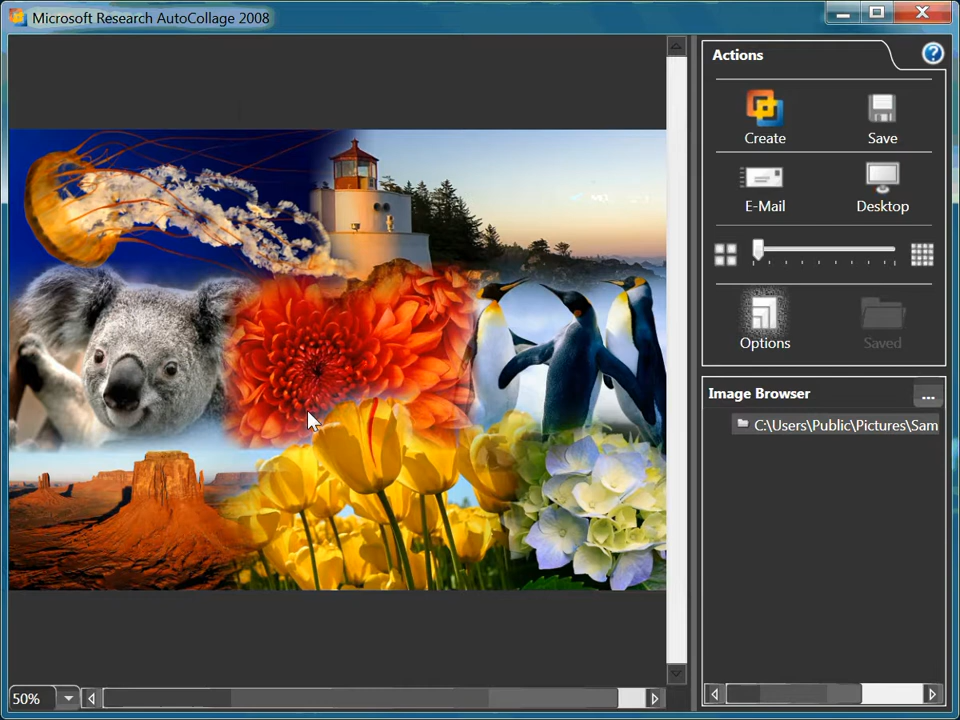 Microsoft Research AutoCollage 2008
Actions
?
Create
Save
E-Mail
Desktop
Options
Saved
Image Browser
...
C:\Users\Public\Pictures\Sam
50%